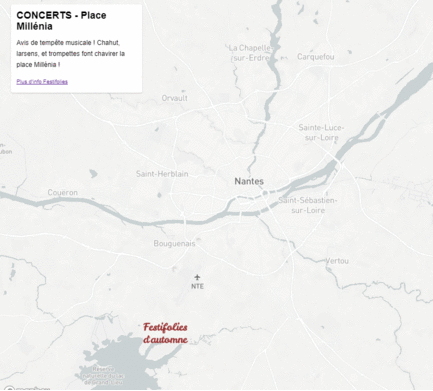 CONCERTS - Place
Millénia
Avis de tempête musicale ! Chahut,
larsens, et trompettes font chavirer la
place Millénia !
Plus d'info Festifolies
La Chapelle
-sur-Erdre
Carquefou
Orvault
Sainte-Luce-
sur-Loire
Saint-Herblain
Nantes
Couëron
Saint-Sébastien-
sur-Loire
Bouguenais
Vertou
NTE
Festifolies
d'automne